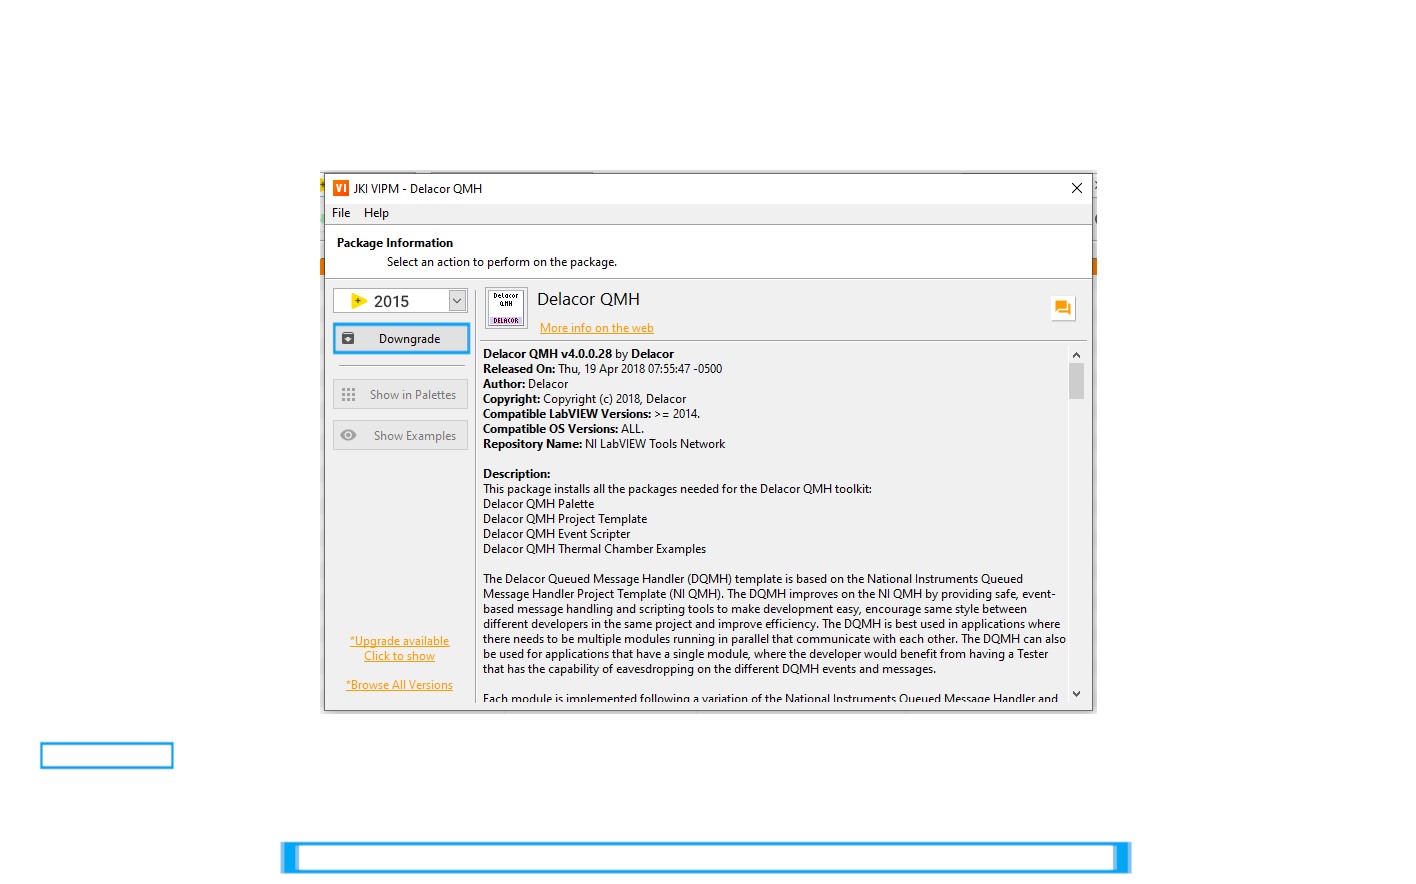 VI JKI VIPM - Delacor QMH
File Help
Package Information
Select an action to perform on the package.
2015
Delacor
QMH
DELACOR
Delacor QMH
More info on the web
Downgrade
Show in Palettes
Show Examples
*Upgrade available
Click to show
*Browse All Versions
Delacor QMH v4.0.0.28 by Delacor
Released On: Thu, 19 Apr 2018 07:55:47 -0500
Author: Delacor
Copyright: Copyright (c) 2018, Delacor
Compatible LabVIEW Versions: >= 2014.
Compatible OS Versions: ALL.
Repository Name: NI LabVIEW Tools Network
Description:
This package installs all the packages needed for the Delacor QMH toolkit:
Delacor QMH Palette
Delacor QMH Project Template
Delacor QMH Event Scripter
Delacor QMH Thermal Chamber Examples
The Delacor Queued Message Handler (DQMH) template is based on the National Instruments Queued
Message Handler Project Template (NI QMH). The DQMH improves on the NI QMH by providing safe, event-
based message handling and scripting tools to make development easy, encourage same style between
different developers in the same project and improve efficiency. The DQMH is best used in applications where
there needs to be multiple modules running in parallel that communicate with each other. The DQMH can also
be used for applications that have a single module, where the developer would benefit from having a Tester
that has the capability of eavesdropping on the different DQMH events and messages.
Each module is implemented following a variation of the National Instruments Queued Message Handler and